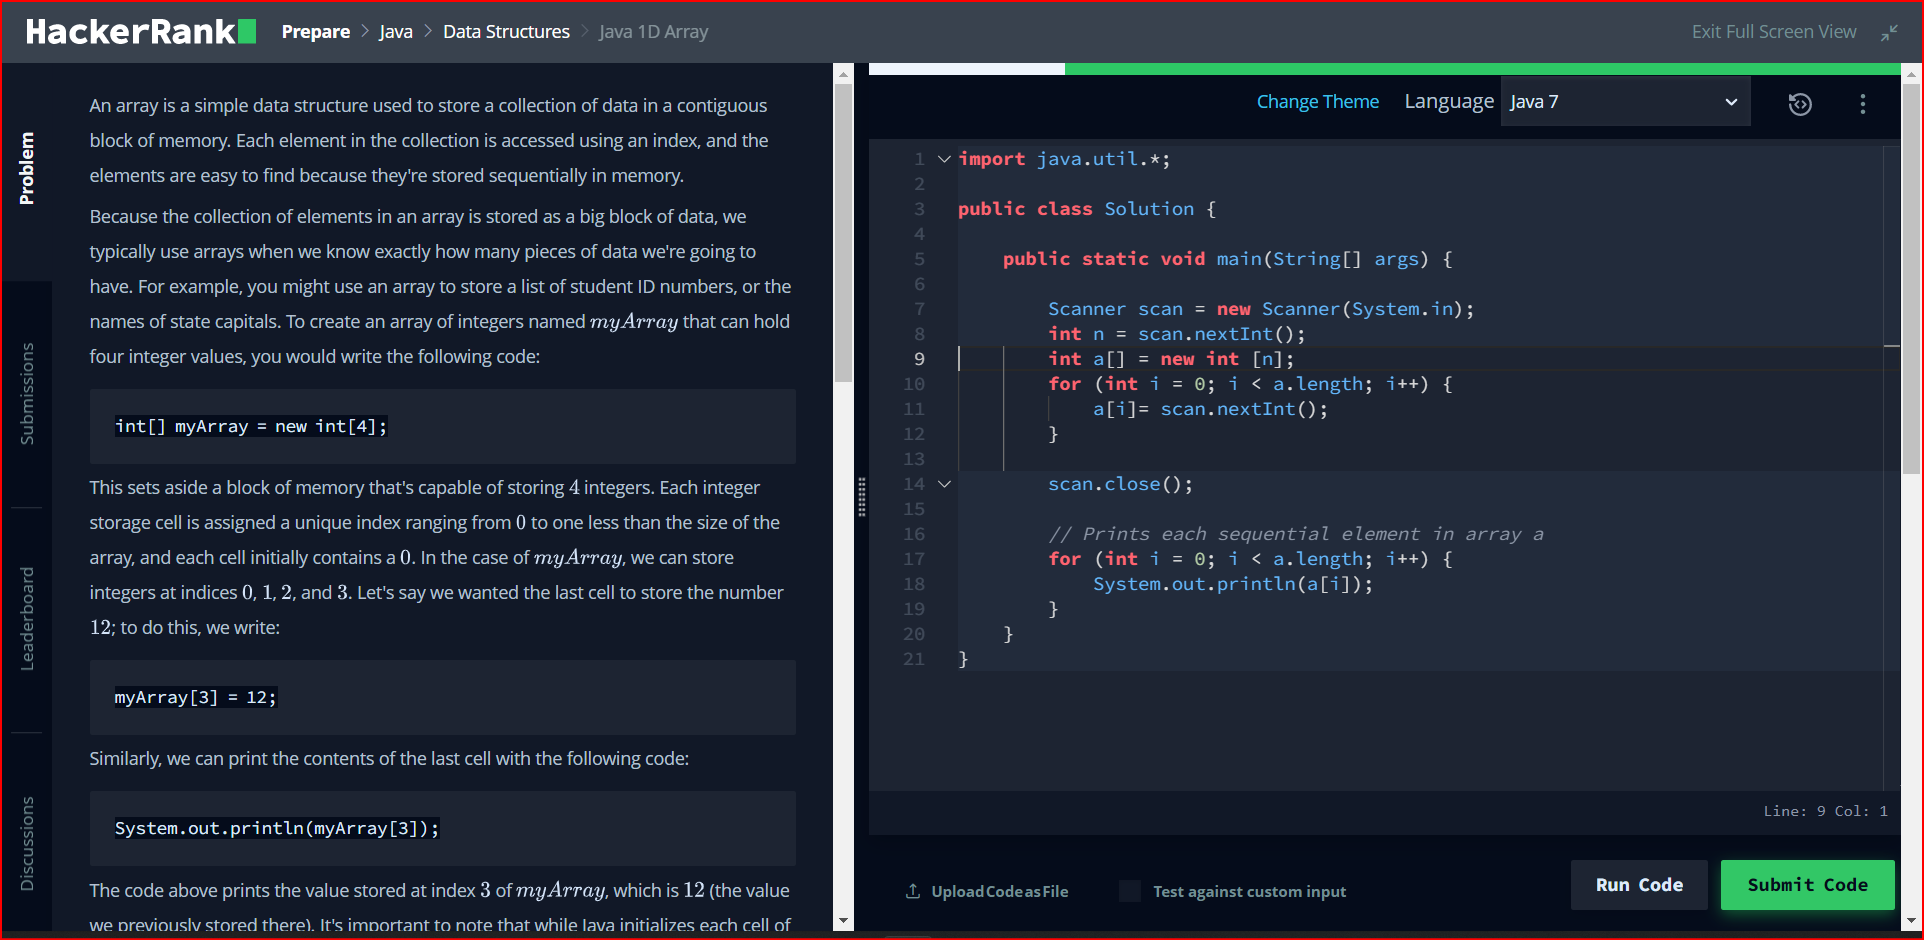 HackerRank Prepare > Java > Data Structures > Java 1D Array Exit Full Screen View
Problem
Submissions
Leaderboard
Discussions
An array is a simple data structure used to store a collection of data in a contiguous
block of memory. Each element in the collection is accessed using an index, and the
elements are easy to find because they're stored sequentially in memory.
Because the collection of elements in an array is stored as a big block of data, we
typically use arrays when we know exactly how many pieces of data we're going to
have. For example, you might use an array to store a list of student ID numbers, or the
names of state capitals. To create an array of integers named myArray that can hold
four integer values, you would write the following code:
int[] myArray = new int[4];
This sets aside a block of memory that's capable of storing 4 integers. Each integer
storage cell is assigned a unique index ranging from 0 to one less than the size of the
array, and each cell initially contains a 0. In the case of myArray, we can store
integers at indices 0, 1, 2, and 3. Let's say we wanted the last cell to store the number
12; to do this, we write:
myArray[3] = 12;
Similarly, we can print the contents of the last cell with the following code:
System.out.println(myArray[3]);
The code above prints the value stored at index 3 of myArray, which is 12 (the value
we previously stored there). It's important to note that while Java initializes each cell of
Change Theme Language Java 7
1 import java.util.*;
2
3 public class Solution {
4
5 public static void main(String[] args) {
6
7 Scanner scan = new Scanner(System.in);
8 int n = scan.nextInt();
9 int a[] = new int [n];
10 for (int i = 0; i < a.length; i++) {
11 a[i]= scan.nextInt();
12 }
13
14 scan.close();
15
16 // Prints each sequential element in array a
17 for (int i = 0; i < a.length; i++) {
18 System.out.println(a[i]);
19 }
20 }
21 }
Line: 9 Col: 1
Upload Code as File Test against custom input Run Code Submit Code